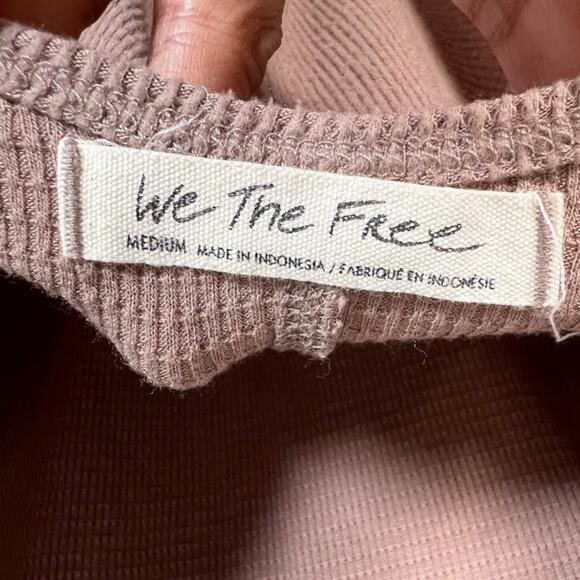 We The Free
MEDIUM MADE IN INDONESIA / FABRIQUÉ EN INDONÉSIE